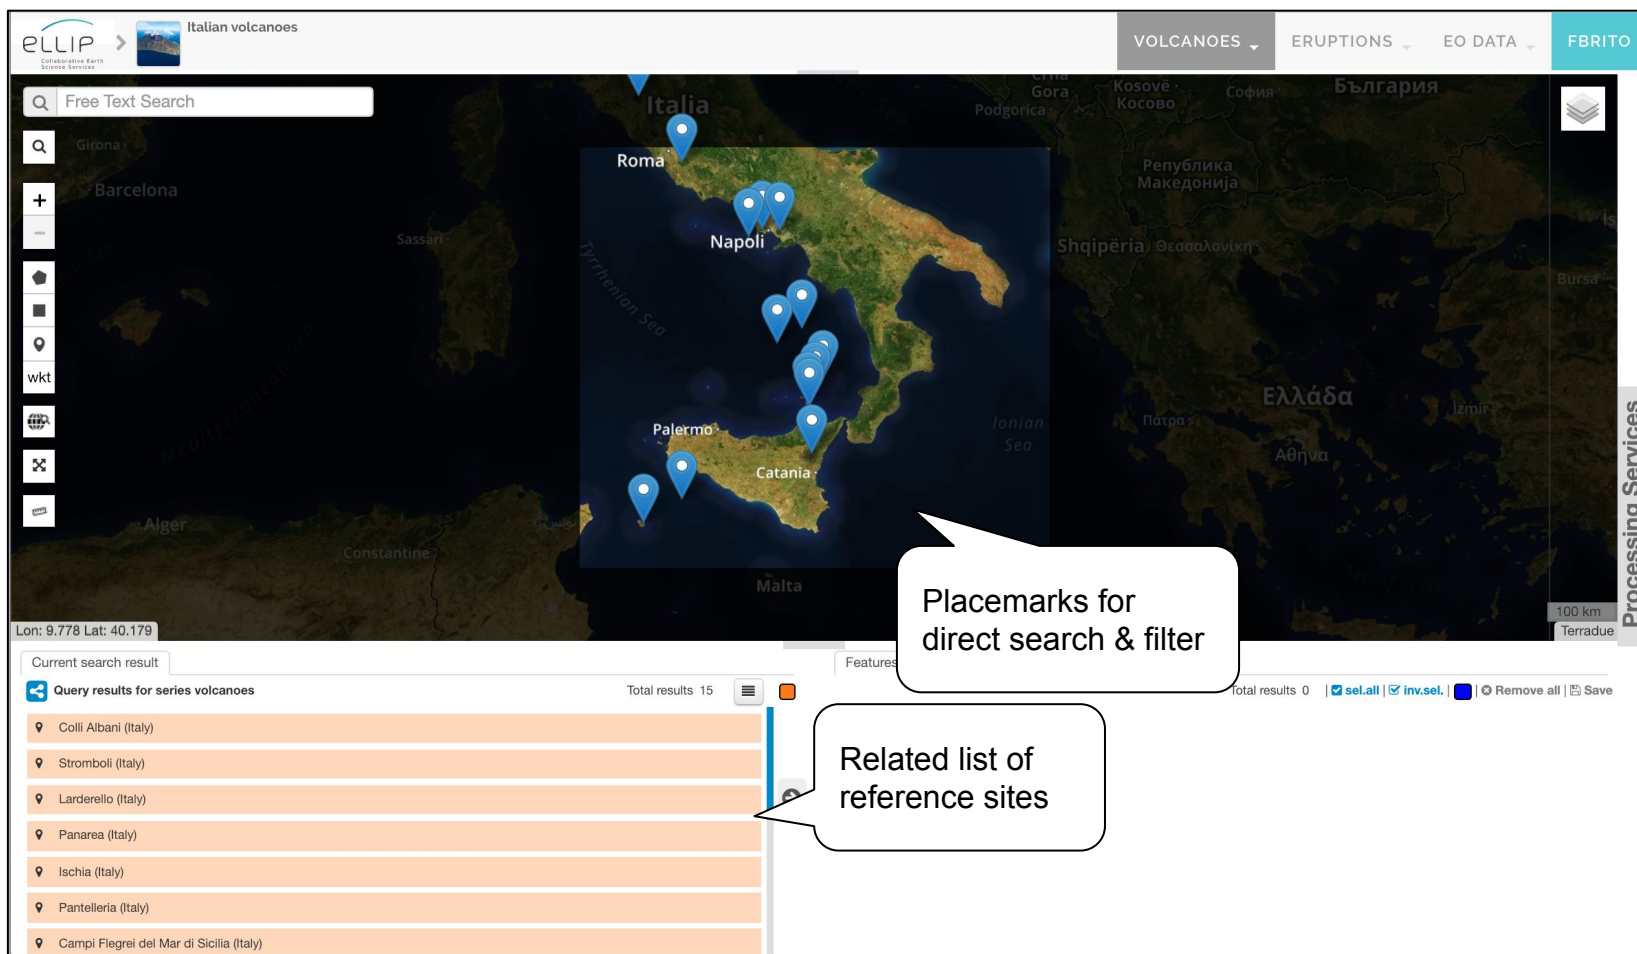 ellip
Collaborative Earth
Science Services
Italian volcanoes
VOLCANOES
ERUPTIONS
EO DATA
FBRITO
Free Text Search
Italia
Crna
Gora
Podgorica
Kosovë
Косово
София
България
Girona
Roma
Република
Македонија
Barcelona
Sassari
Napoli
Shqipëria
Θεσσαλονίκη
Tyrrhenian Sea
Bursa
wkt
Ελλάδα
Izmir
Palermo
Ionian
Sea
Πάτρα
Αθήνα
Catania
Mediterranean Sea
Alger
تونس
Constantine
Malta
Processing Services
Placemarks for
direct search & filter
100 km
Lon: 9.778 Lat: 40.179
Terradue
Current search result
Features
Query results for series volcanoes
Total results 15
Total results 0 | sel.all | inv.sel. | | Remove all | Save
Colli Albani (Italy)
Stromboli (Italy)
Related list of
reference sites
Larderello (Italy)
Panarea (Italy)
Ischia (Italy)
Pantelleria (Italy)
Campi Flegrei del Mar di Sicilia (Italy)